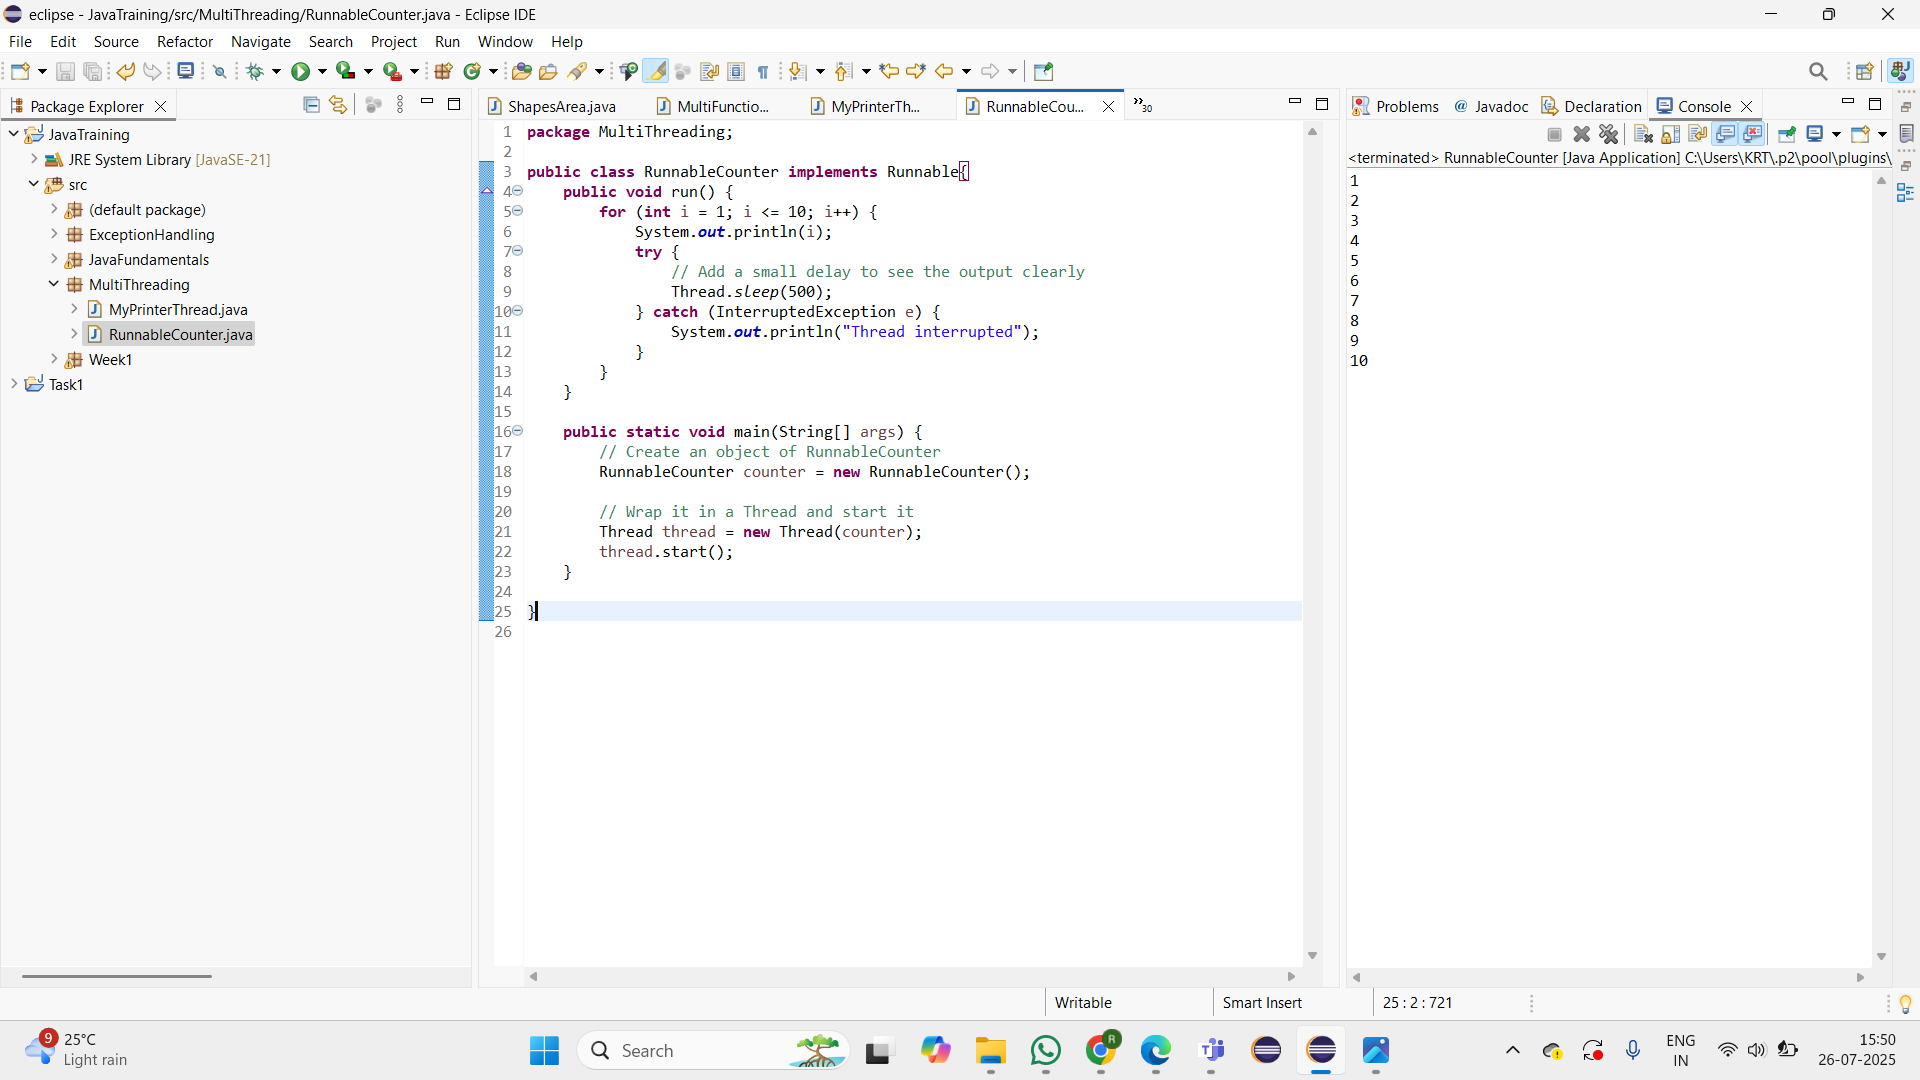 eclipse - JavaTraining/src/MultiThreading/RunnableCounter.java - Eclipse IDE
File Edit Source Refactor Navigate Search Project Run Window Help
Package Explorer
JavaTraining
JRE System Library [JavaSE-21]
src
(default package)
ExceptionHandling
JavaFundamentals
MultiThreading
MyPrinterThread.java
RunnableCounter.java
Week1
Task1
ShapesArea.java MultiFunctio... MyPrinterTh... RunnableCou... »30
1 package MultiThreading;
2
3 public class RunnableCounter implements Runnable{
4 public void run() {
5 for (int i = 1; i <= 10; i++) {
6 System.out.println(i);
7 try {
8 // Add a small delay to see the output clearly
9 Thread.sleep(500);
10 } catch (InterruptedException e) {
11 System.out.println("Thread interrupted");
12 }
13 }
14 }
15
16 public static void main(String[] args) {
17 // Create an object of RunnableCounter
18 RunnableCounter counter = new RunnableCounter();
19
20 // Wrap it in a Thread and start it
21 Thread thread = new Thread(counter);
22 thread.start();
23 }
24
25 }
26
Problems @ Javadoc Declaration Console
<terminated> RunnableCounter [Java Application] C:\Users\KRT\.p2\pool\plugins\
1
2
3
4
5
6
7
8
9
10
Writable Smart Insert 25 : 2 : 721
9
25°C
Light rain
Search
R
ENG
IN
15:50
26-07-2025